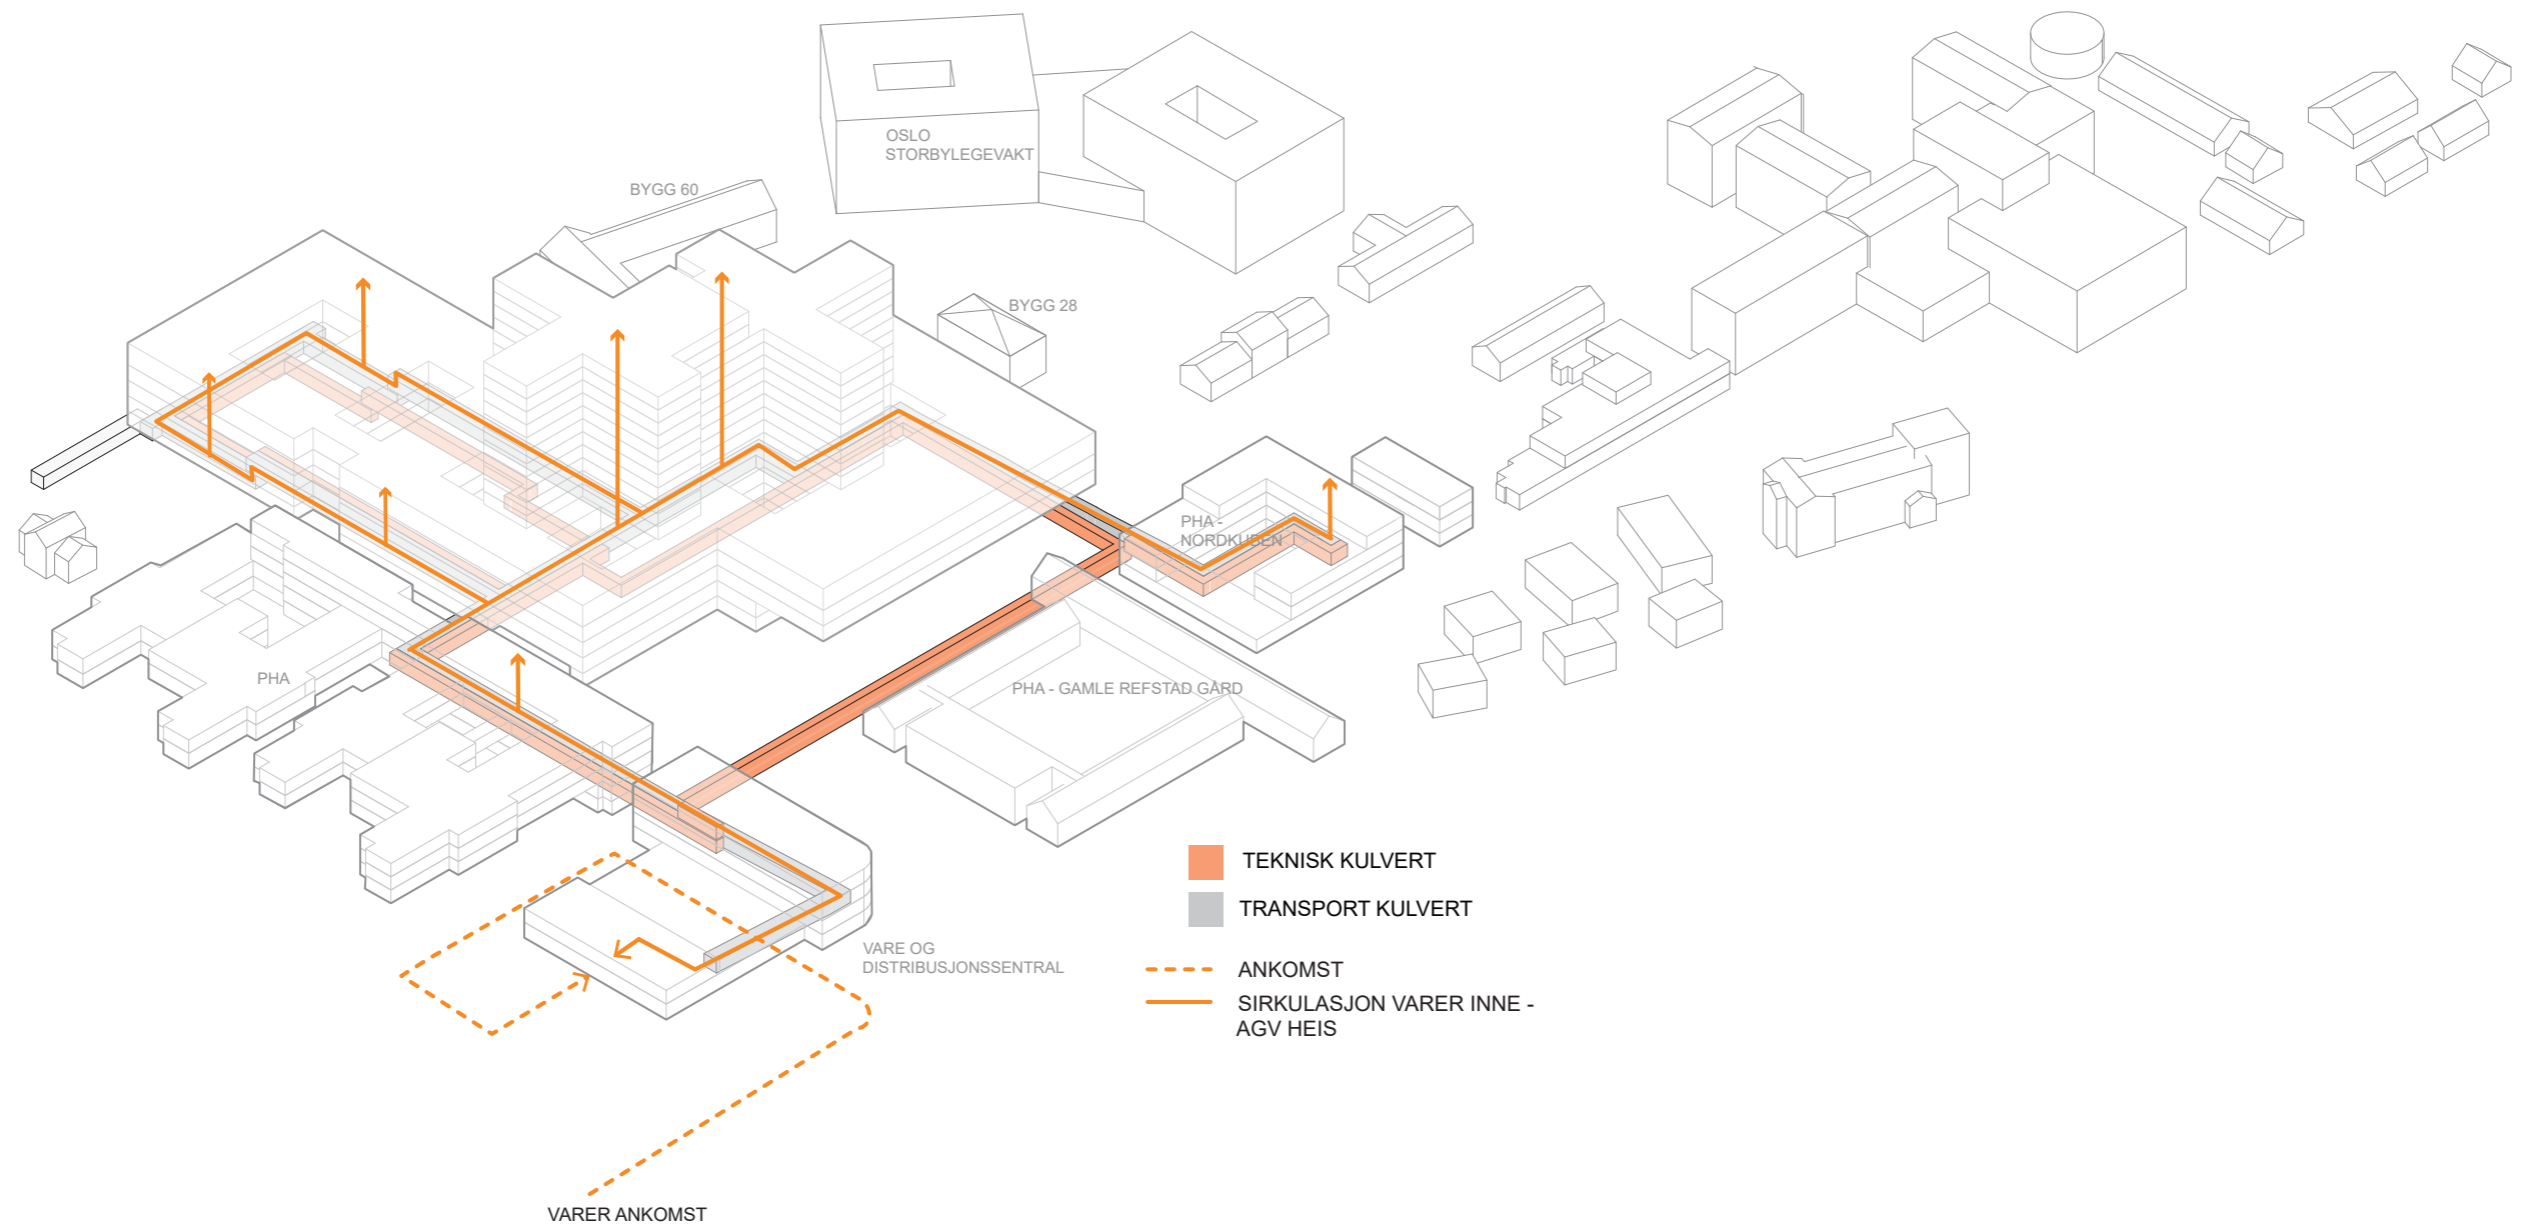 OSLO
STORBYLEGEVAKT
BYGG 60
BYGG 28
PHA -
NORDKUBEN
PHA
PHA - GAMLE REFSTAD GÅRD
TEKNISK KULVERT
TRANSPORT KULVERT
VARE OG
DISTRIBUSJONSSENTRAL
ANKOMST
SIRKULASJON VARER INNE -
AGV HEIS
VARER ANKOMST